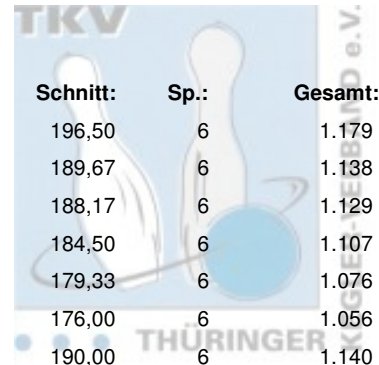 TKV
Schnitt: Sp.: Gesamt:
196,50 6 1.179
189,67 6 1.138
188,17 6 1.129
184,50 6 1.107
179,33 6 1.076
176,00 6 1.056
THÜRINGER
190,00 6 1.140
KEGLER-VERBAND e.V.